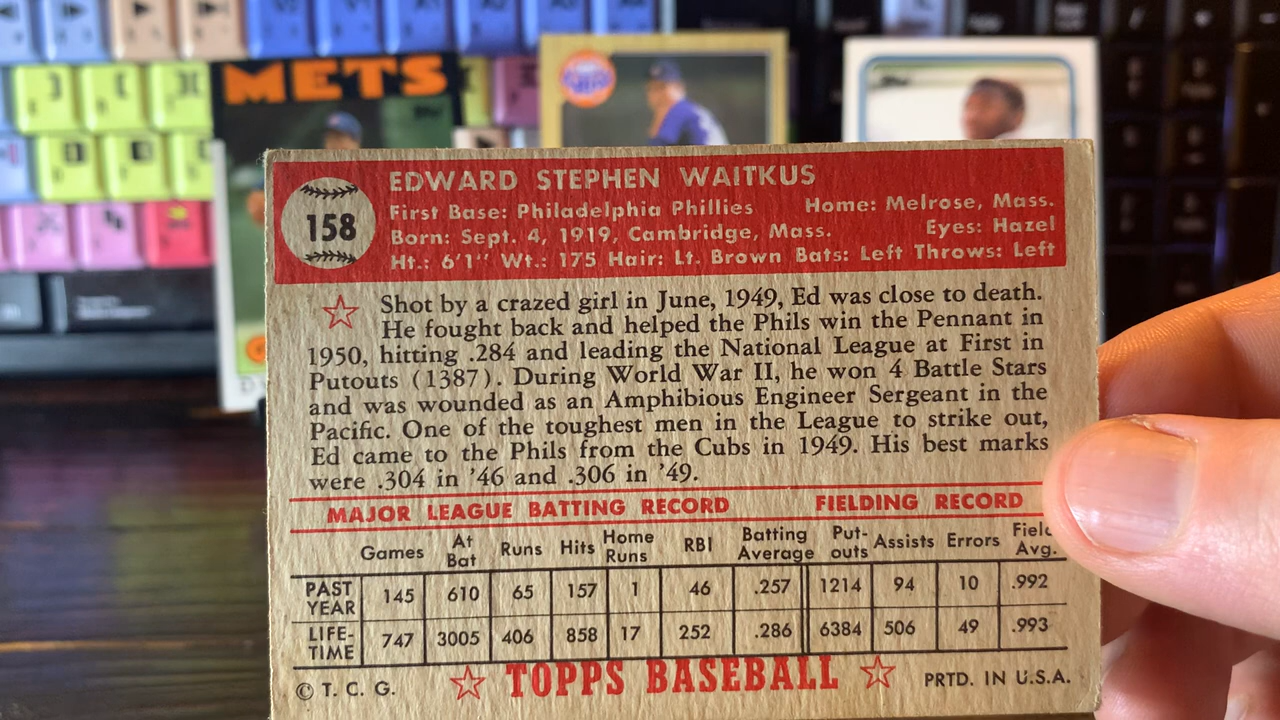 METS
EDWARD STEPHEN WAITKUS
158
First Base: Philadelphia Phillies Home: Melrose, Mass.
Born: Sept. 4, 1919, Cambridge, Mass. Eyes: Hazel
Ht.: 6'1" Wt.: 175 Hair: Lt. Brown Bats: Left Throws: Left
Shot by a crazed girl in June, 1949, Ed was close to death.
He fought back and helped the Phils win the Pennant in
1950, hitting .284 and leading the National League at First in
Putouts (1387). During World War II, he won 4 Battle Stars
and was wounded as an Amphibious Engineer Sergeant in the
Pacific. One of the toughest men in the League to strike out,
Ed came to the Phils from the Cubs in 1949. His best marks
were .304 in '46 and .306 in '49.
MAJOR LEAGUE BATTING RECORD FIELDING RECORD
Games At Bat Runs Hits Home Runs RBI Batting Average Put-outs Assists Errors Field Avg.
PAST YEAR 145 610 65 157 1 46 .257 1214 94 10 .992
LIFE-TIME 747 3005 406 858 17 252 .286 6384 506 49 .993
© T. C. G. TOPPS BASEBALL PRTD. IN U.S.A.